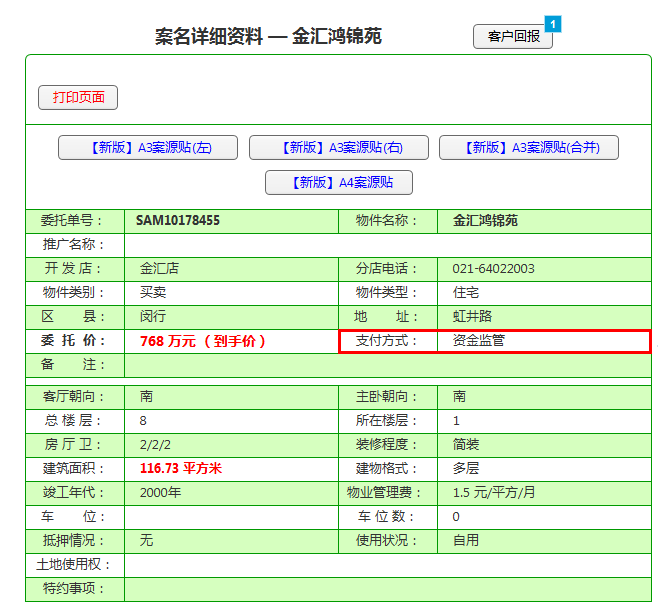 案名详细资料 — 金汇鸿锦苑
客户回报
1
打印页面
【新版】A3案源贴(左) 【新版】A3案源贴(右) 【新版】A3案源贴(合并)
【新版】A4案源贴
委托单号： SAM10178455 物件名称： 金汇鸿锦苑
推广名称：
开 发 店： 金汇店 分店电话： 021-64022003
物件类别： 买卖 物件类型： 住宅
区 县： 闵行 地 址： 虹井路
委 托 价： 768 万元 ( 到手价 ) 支付方式： 资金监管
备 注：
客厅朝向： 南 主卧朝向： 南
总 楼 层： 8 所在楼层： 1
房 厅 卫： 2/2/2 装修程度： 简装
建筑面积： 116.73 平方米 建物格式： 多层
竣工年代： 2000年 物业管理费： 1.5 元/平方/月
车 位： 车 位 数： 0
抵押情况： 无 使用状况： 自用
土地使用权：
特约事项：